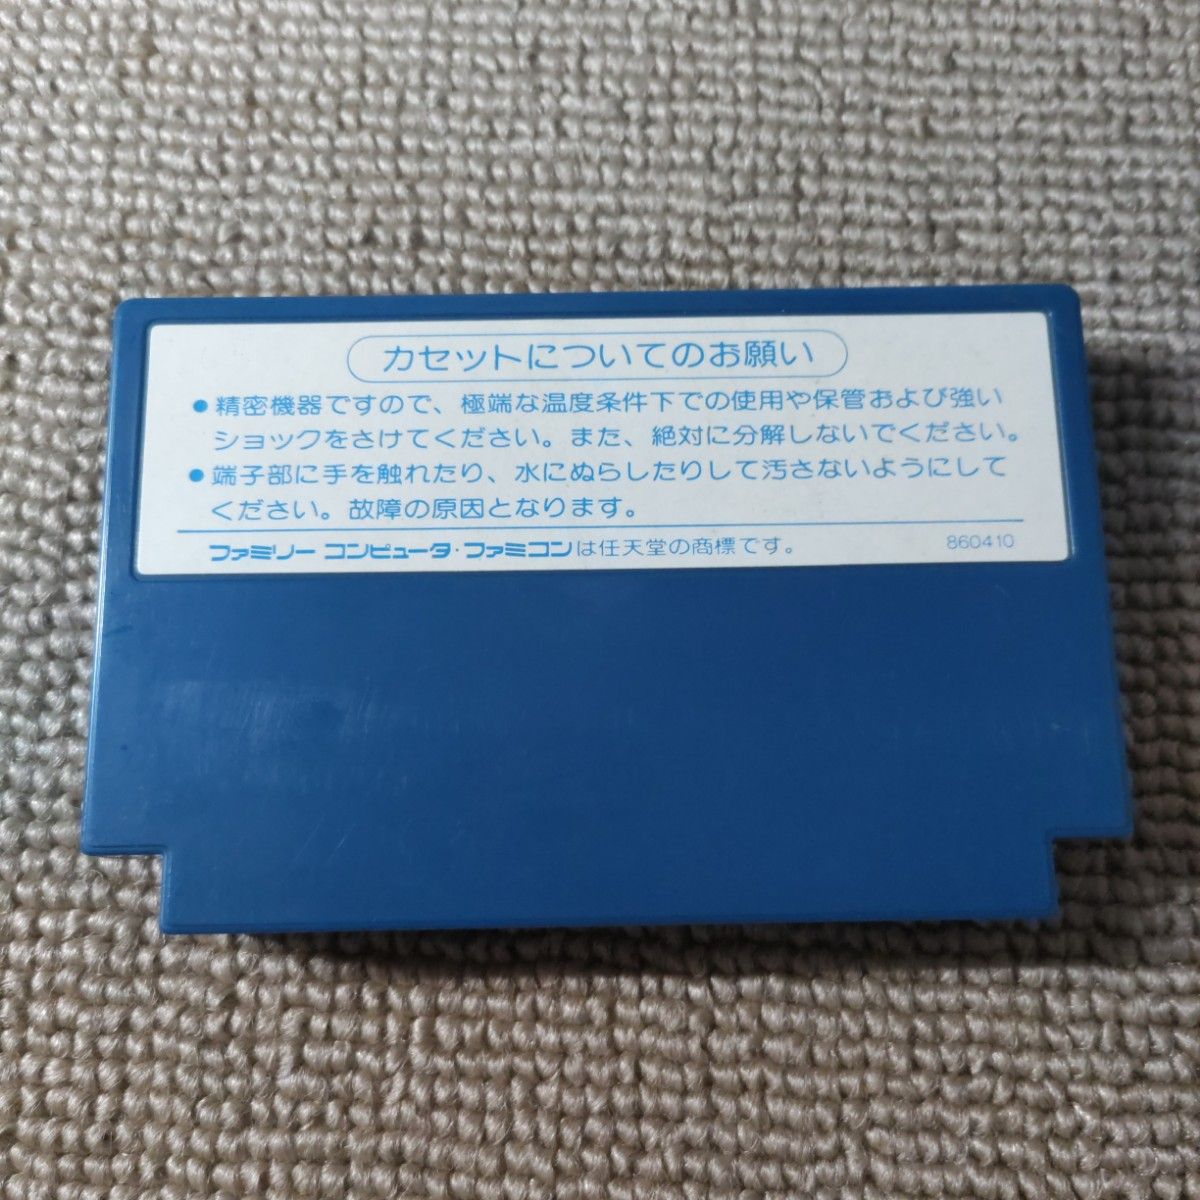 カセットについてのお願い
●精密機器ですので、極端な温度条件下での使用や保管および強い
ショックをさけてください。また、絶対に分解しないでください。
●端子部に手を触れたり、水にぬらしたりして汚さないようにして
ください。故障の原因となります。
ファミリー コンピュータ・ファミコンは任天堂の商標です。 860410